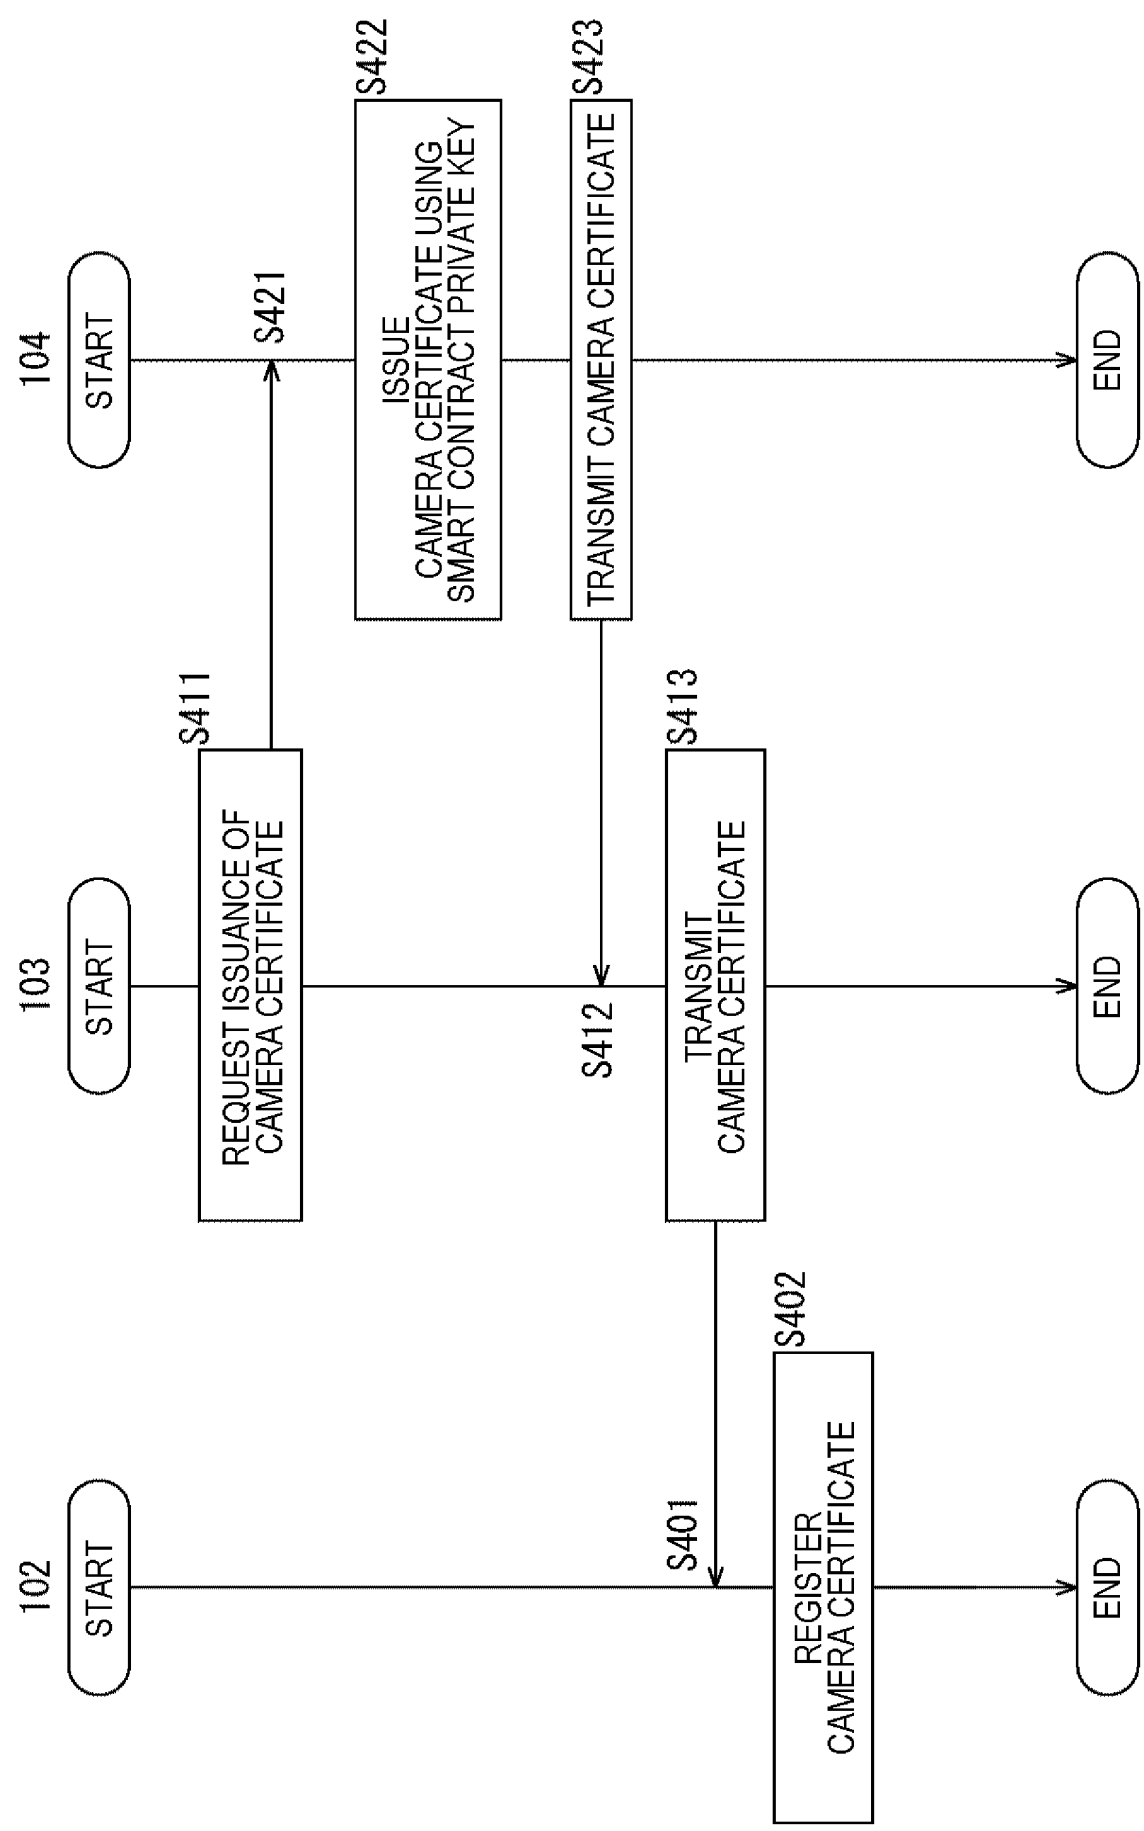 102
103
104
START
START
START
S411
REQUEST ISSUANCE OF
CAMERA CERTIFICATE
S421
S422
ISSUE
CAMERA CERTIFICATE USING
SMART CONTRACT PRIVATE KEY
S423
TRANSMIT CAMERA CERTIFICATE
S412
S413
TRANSMIT
CAMERA CERTIFICATE
S401
S402
REGISTER
CAMERA CERTIFICATE
END
END
END